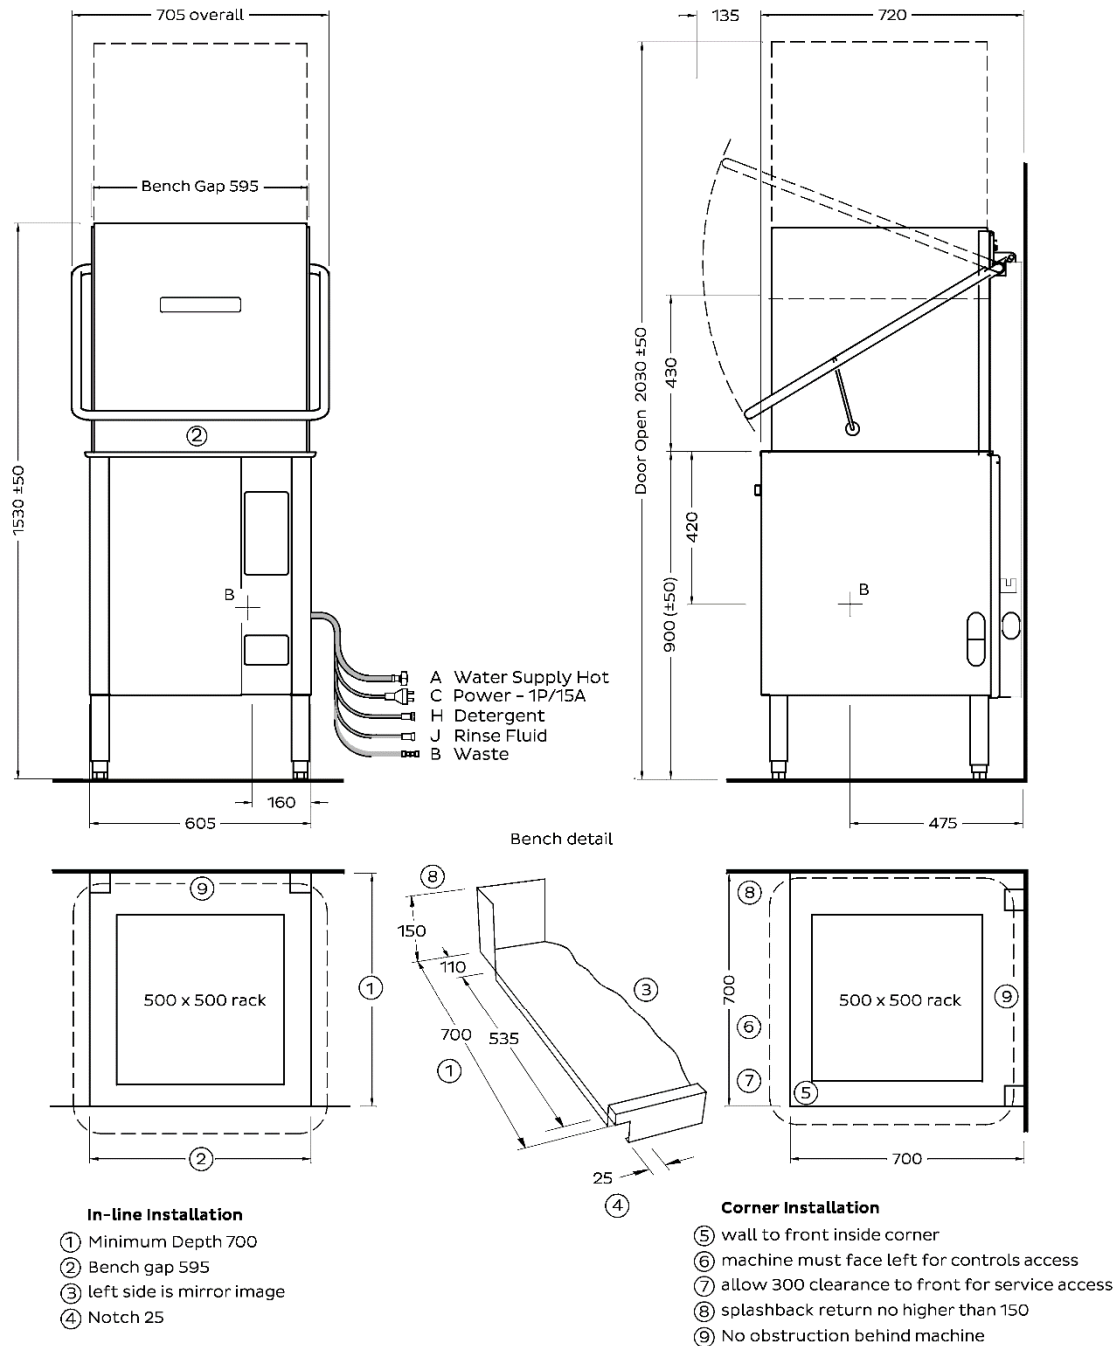 705 overall
135
720
Bench Gap 595
Door Open 2030 ±50
430
1530 ±50
2
420
900 (±50)
B
B
A Water Supply Hot
C Power - 1P/15A
H Detergent
J Rinse Fluid
B Waste
160
605
475
Bench detail
9
8
150
110
700
535
1
3
25
4
500 x 500 rack
1
2
8
700
6
7
5
9
500 x 500 rack
700
In-line Installation
1 Minimum Depth 700
2 Bench gap 595
3 left side is mirror image
4 Notch 25
Corner Installation
5 wall to front inside corner
6 machine must face left for controls access
7 allow 300 clearance to front for service access
8 splashback return no higher than 150
9 No obstruction behind machine